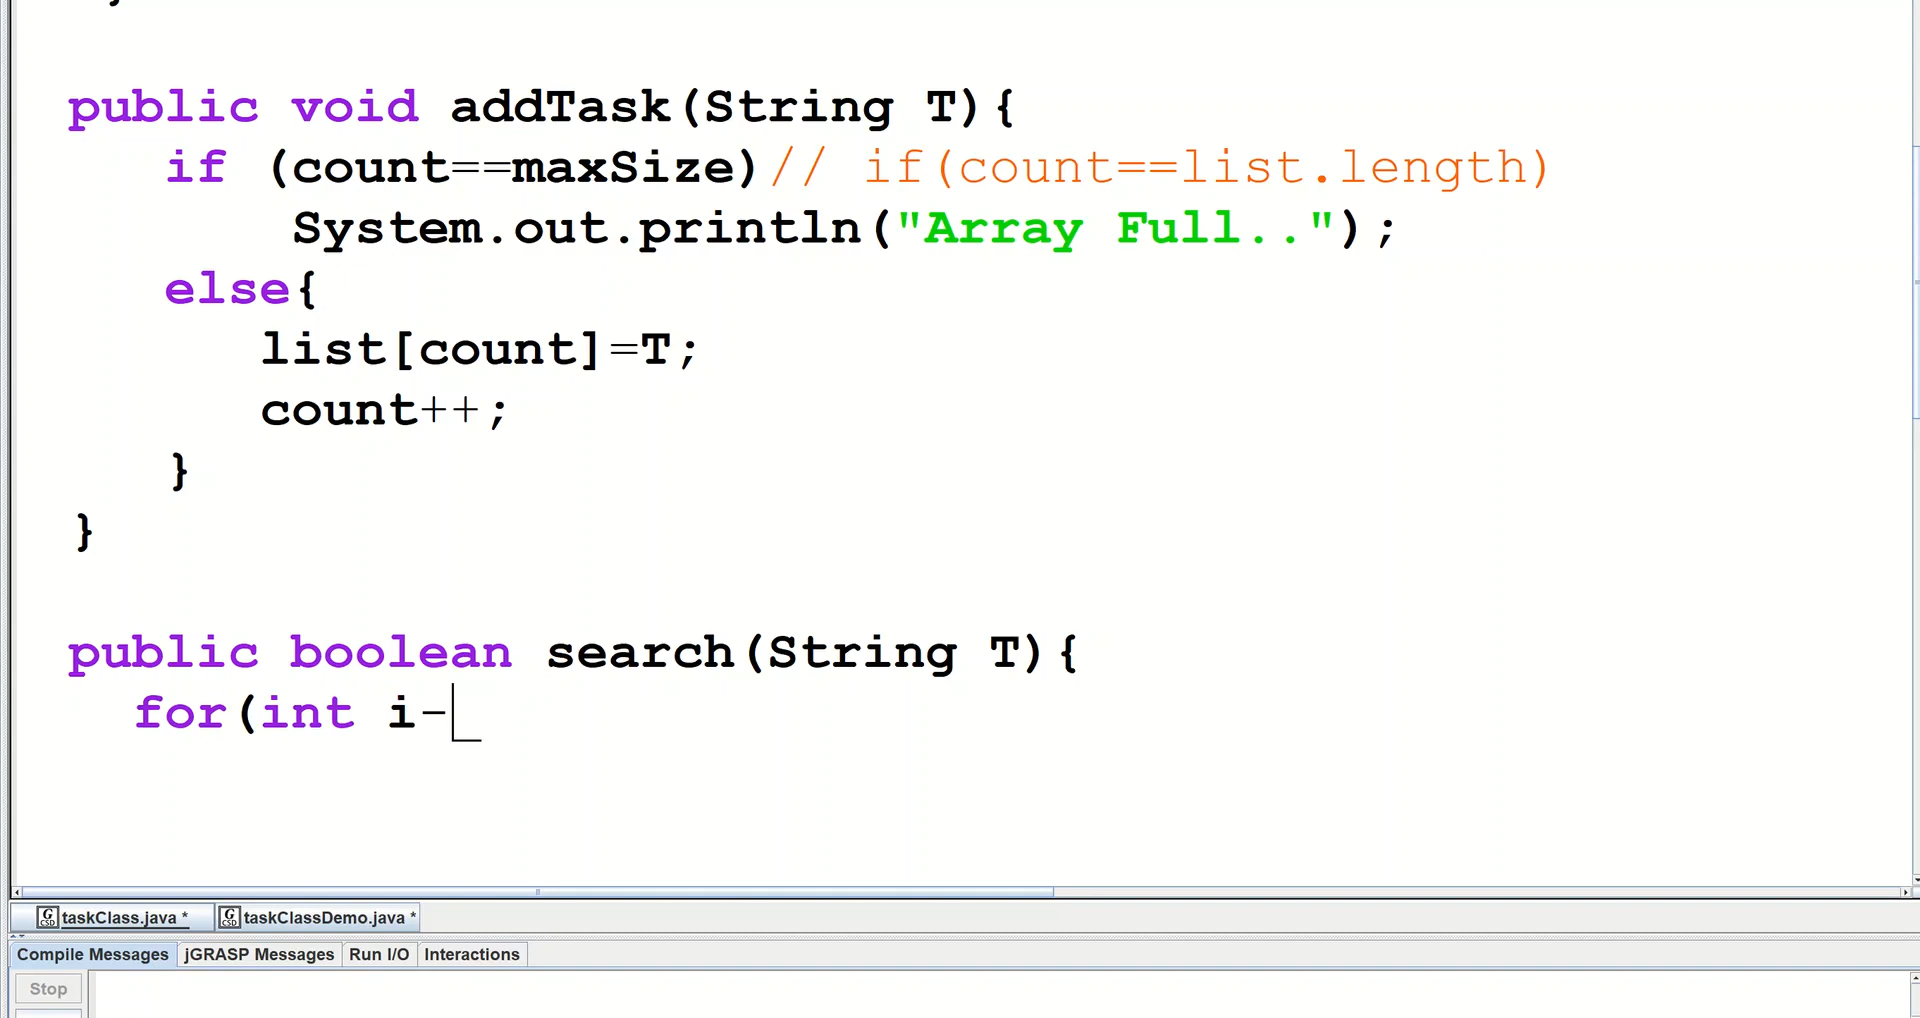 public void addTask(String T){
if (count==maxSize)// if(count==list.length)
System.out.println("Array Full..");
else{
list[count]=T;
count++;
}
}
public boolean search(String T){
for(int i-
taskClass.java * taskClassDemo.java *
Compile Messages jGRASP Messages Run I/O Interactions
Stop